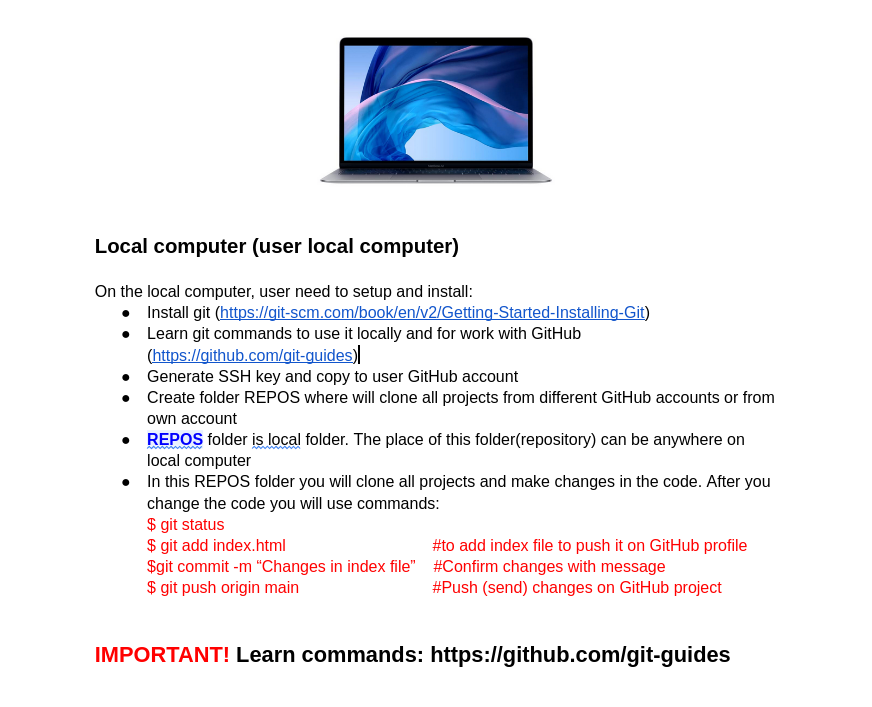 Local computer (user local computer)
On the local computer, user need to setup and install:
● Install git (https://git-scm.com/book/en/v2/Getting-Started-Installing-Git)
● Learn git commands to use it locally and for work with GitHub
(https://github.com/git-guides)
● Generate SSH key and copy to user GitHub account
● Create folder REPOS where will clone all projects from different GitHub accounts or from
own account
● REPOS folder is local folder. The place of this folder(repository) can be anywhere on
local computer
● In this REPOS folder you will clone all projects and make changes in the code. After you
change the code you will use commands:
$ git status
$ git add index.html #to add index file to push it on GitHub profile
$git commit -m “Changes in index file” #Confirm changes with message
$ git push origin main #Push (send) changes on GitHub project
IMPORTANT! Learn commands: https://github.com/git-guides